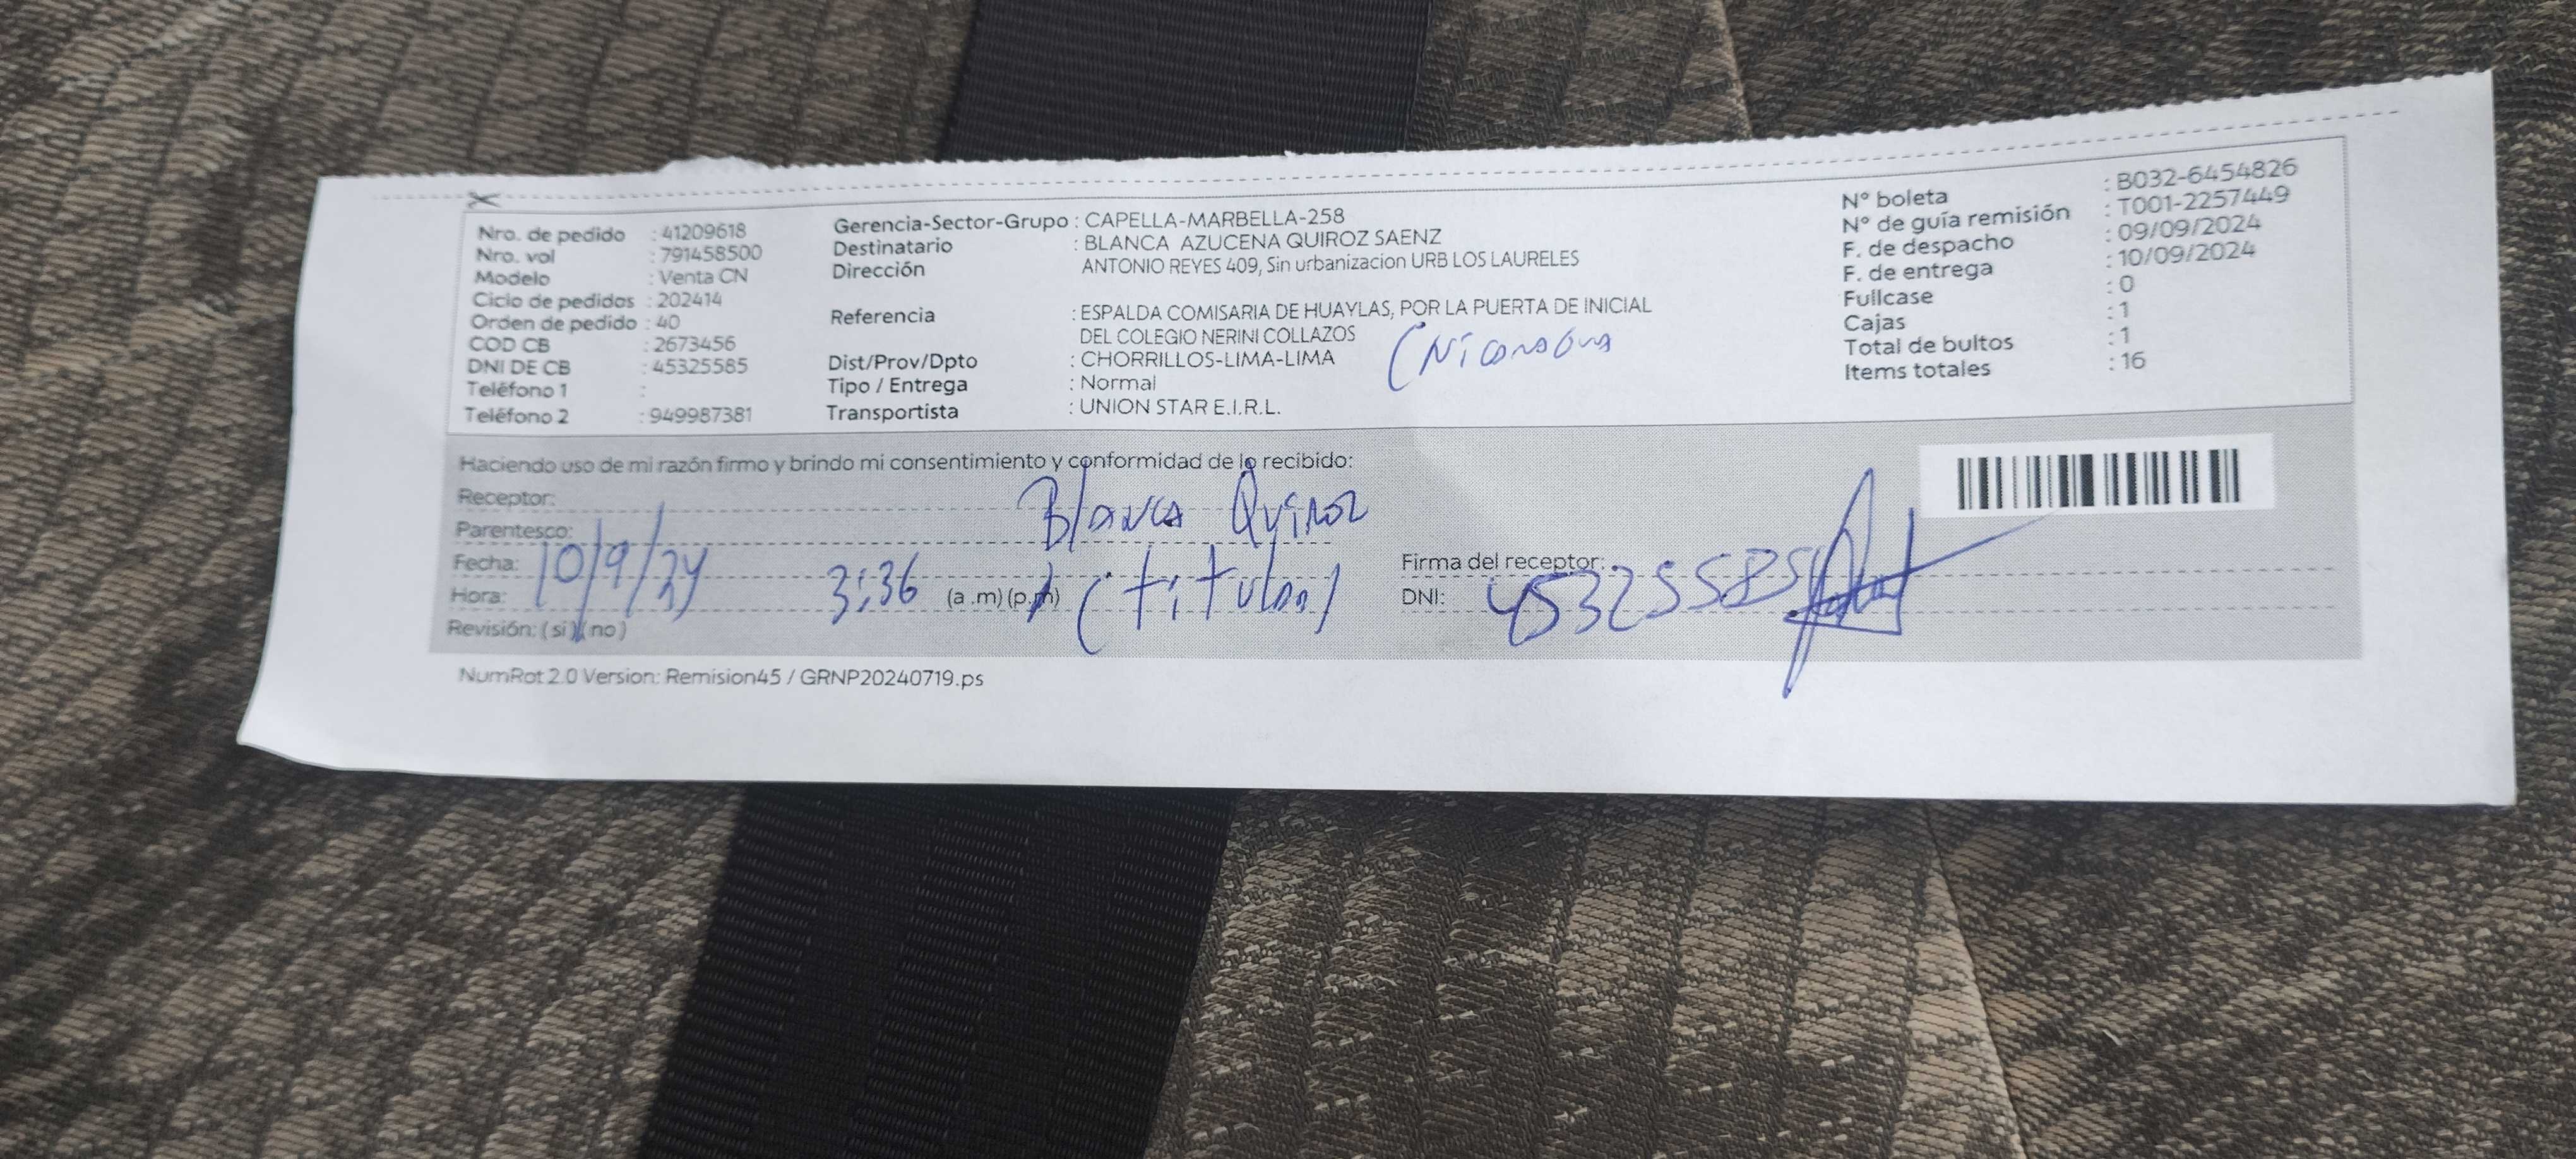 Nro. de pedido : 41209618
Nro. vol : 791458500
Modelo : Venta CN
Ciclo de pedidos : 202414
Orden de pedido : 40
COD CB : 2673456
DNI DE CB : 45325585
Teléfono 1 :
Teléfono 2 : 949987381
Gerencia-Sector-Grupo : CAPELLA-MARBELLA-258
Destinatario : BLANCA AZUCENA QUIROZ SAENZ
Dirección ANTONIO REYES 409, Sin urbanizacion URB LOS LAURELES
Referencia : ESPALDA COMISARIA DE HUAYLAS, POR LA PUERTA DE INICIAL
DEL COLEGIO NERINI COLLAZOS
Dist/Prov/Dpto : CHORRILLOS-LIMA-LIMA
Tipo / Entrega : Normal
Transportista : UNION STAR E.I.R.L.
N° boleta : B032-6454826
N° de guía remisión : T001-2257449
F. de despacho : 09/09/2024
F. de entrega : 10/09/2024
Fullcase : 0
Cajas : 1
Total de bultos : 1
Items totales : 16
Haciendo uso de mi razón firmo y brindo mi consentimiento y conformidad de lo recibido:
Receptor: Blanca Quiroz
Parentesco:
Fecha: 10/9/24
Hora: 3:36 (a .m) (p.m) (titular)
Revisión: ( si ) ( no )
Firma del receptor:
DNI: 45325585
NumRot 2.0 Version: Remision45 / GRNP20240719.ps